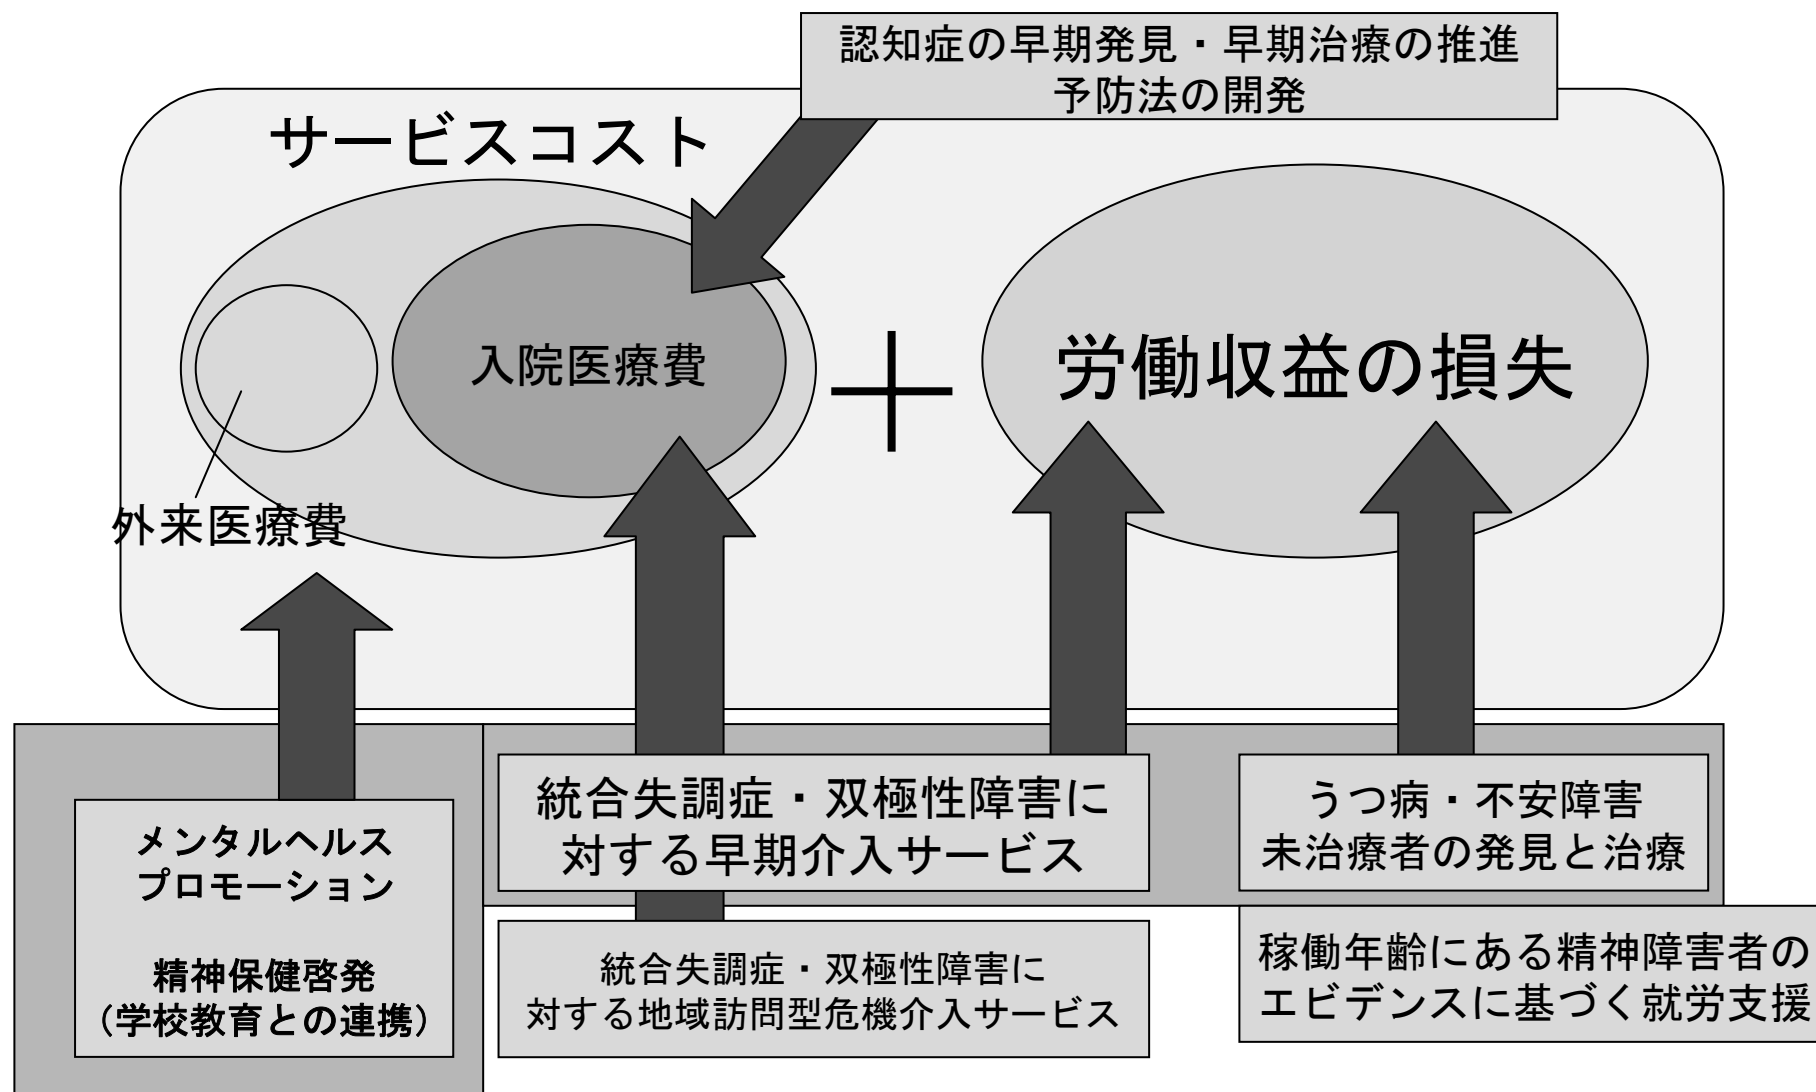 認知症の早期発見・早期治療の推進
予防法の開発
サービスコスト
入院医療費
外来医療費
＋
労働収益の損失
メンタルヘルス
プロモーション
精神保健啓発
（学校教育との連携）
統合失調症・双極性障害に
対する早期介入サービス
統合失調症・双極性障害に
対する地域訪問型危機介入サービス
うつ病・不安障害
未治療者の発見と治療
稼働年齢にある精神障害者の
エビデンスに基づく就労支援